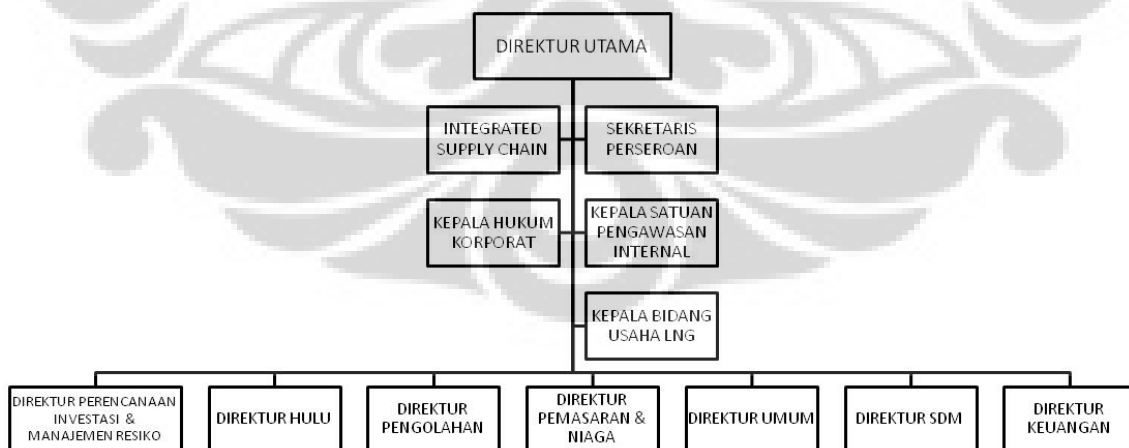 DIREKTUR UTAMA
INTEGRATED
SUPPLY CHAIN
SEKRETARIS
PERSEROAN
KEPALA HUKUM
KORPORAT
KEPALA SATUAN
PENGAWASAN
INTERNAL
KEPALA BIDANG
USAHA LNG
DIREKTUR PERENCANAAN
INVESTASI &
MANAJEMEN RESIKO
DIREKTUR HULU
DIREKTUR
PENGOLAHAN
DIREKTUR
PEMASARAN &
NIAGA
DIREKTUR UMUM
DIREKTUR SDM
DIREKTUR
KEUANGAN